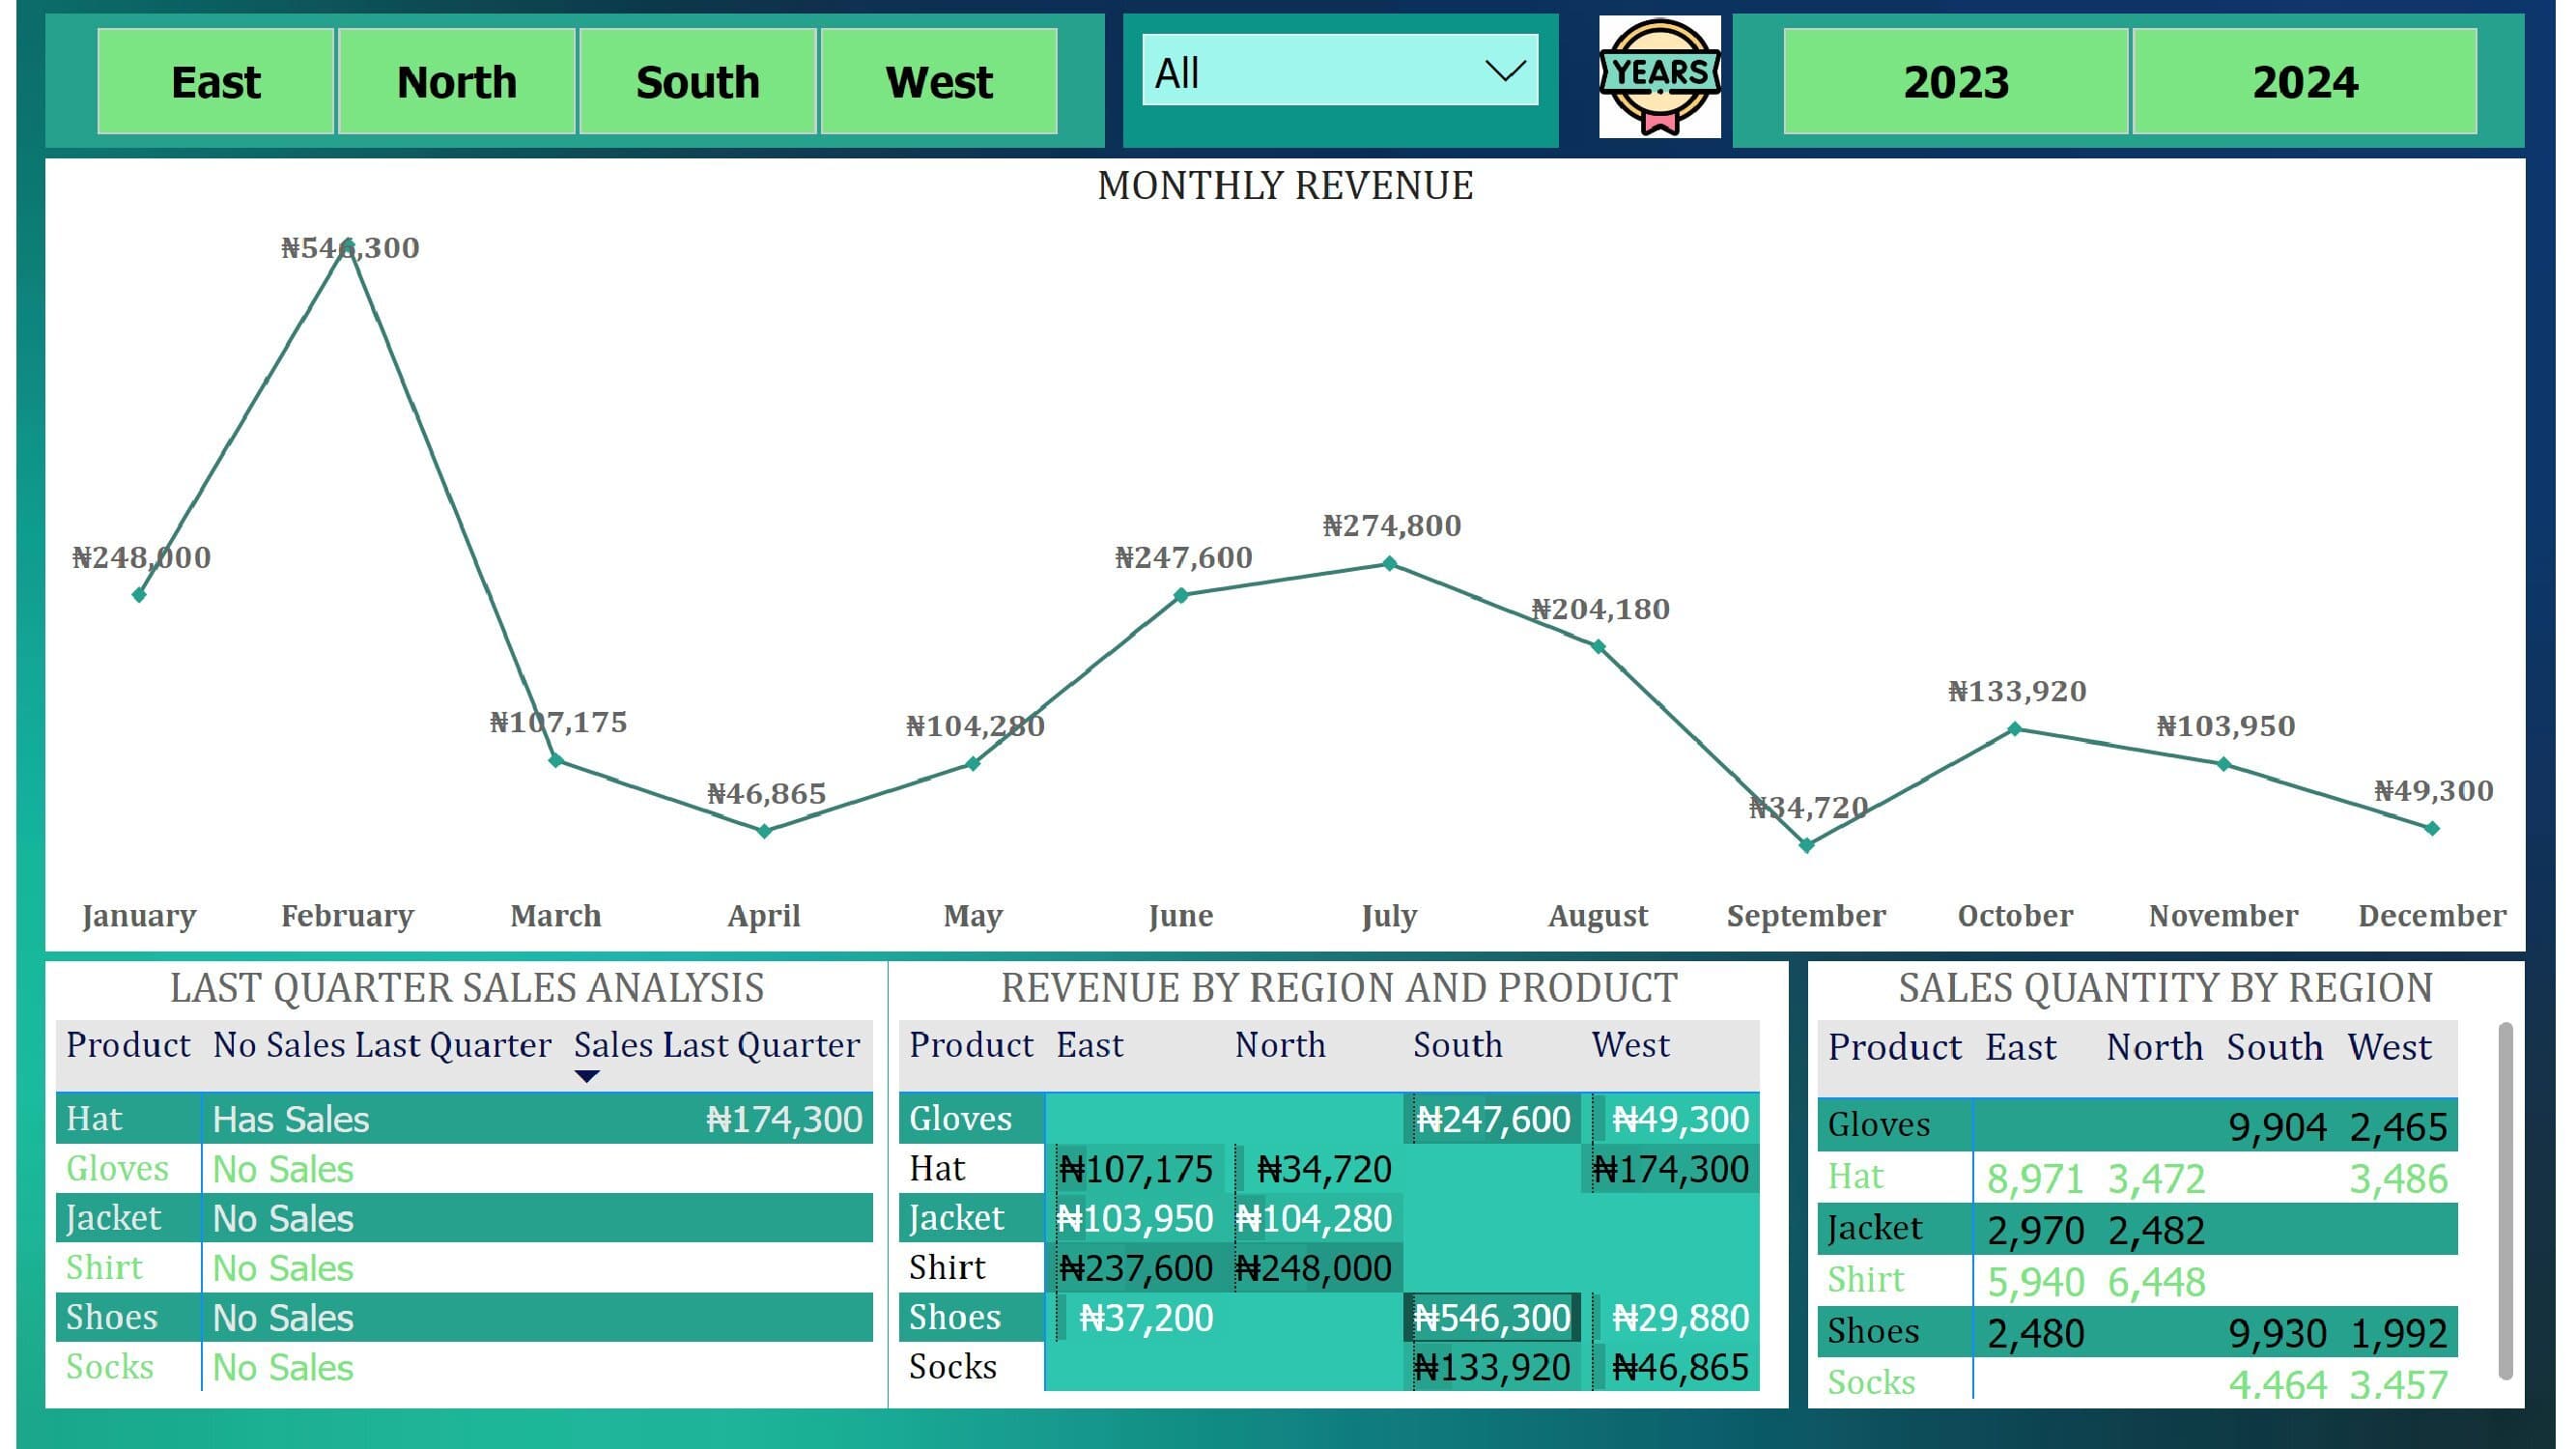 East North South West All YEARS 2023 2024
MONTHLY REVENUE
₦546,300
₦274,800
₦248,000 ₦247,600
₦204,180
₦133,920
₦107,175 ₦104,280 ₦103,950
₦46,865 ₦34,720 ₦49,300
January February March April May June July August September October November December
LAST QUARTER SALES ANALYSIS
Product No Sales Last Quarter Sales Last Quarter
Hat Has Sales ₦174,300
Gloves No Sales
Jacket No Sales
Shirt No Sales
Shoes No Sales
Socks No Sales
REVENUE BY REGION AND PRODUCT
Product East North South West
Gloves ₦247,600 ₦49,300
Hat ₦107,175 ₦34,720 ₦174,300
Jacket ₦103,950 ₦104,280
Shirt ₦237,600 ₦248,000
Shoes ₦37,200 ₦546,300 ₦29,880
Socks ₦133,920 ₦46,865
SALES QUANTITY BY REGION
Product East North South West
Gloves 9,904 2,465
Hat 8,971 3,472 3,486
Jacket 2,970 2,482
Shirt 5,940 6,448
Shoes 2,480 9,930 1,992
Socks 4,464 3,457